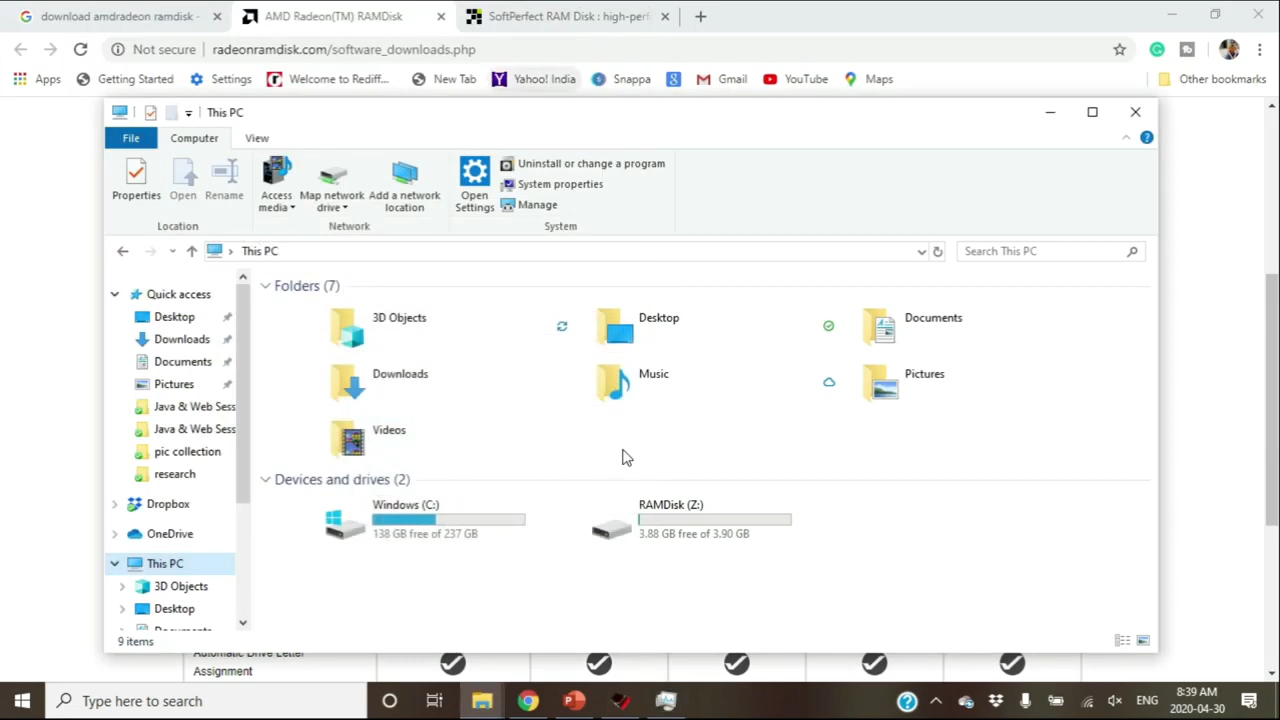 download amdradeon ramdisk -
AMD Radeon(TM) RAMDisk
SoftPerfect RAM Disk : high-perf
Not secure
radeonramdisk.com/software_downloads.php
Apps
Getting Started
Settings
Welcome to Rediff...
New Tab
Yahoo! India
Snappa
Gmail
YouTube
Maps
Other bookmarks
This PC
File
Computer
View
Properties
Open
Rename
Access media
Map network drive
Add a network location
Open Settings
Uninstall or change a program
System properties
Manage
Location
Network
System
This PC
Search This PC
Quick access
Desktop
Downloads
Documents
Pictures
Java & Web Sess
Java & Web Sess
pic collection
research
Dropbox
OneDrive
This PC
3D Objects
Desktop
Documents
Folders (7)
3D Objects
Desktop
Documents
Downloads
Music
Pictures
Videos
Devices and drives (2)
Windows (C:)
138 GB free of 237 GB
RAMDisk (Z:)
3.88 GB free of 3.90 GB
9 items
Automatic Drive Letter
Assignment
Type here to search
ENG
8:39 AM
2020-04-30